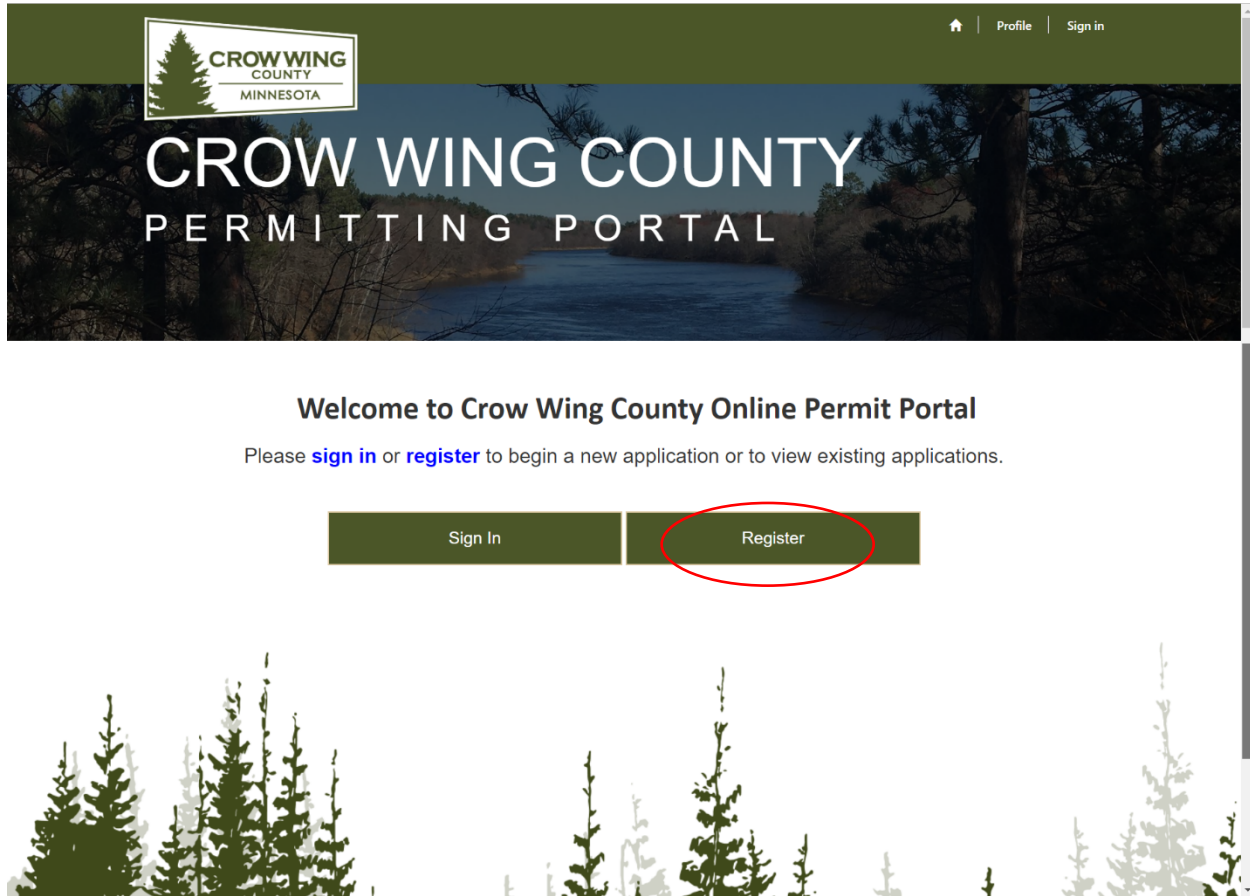 Profile
Sign in
CROW WING
COUNTY
MINNESOTA
CROW WING COUNTY
PERMITTING PORTAL
Welcome to Crow Wing County Online Permit Portal
Please sign in or register to begin a new application or to view existing applications.
Sign In
Register